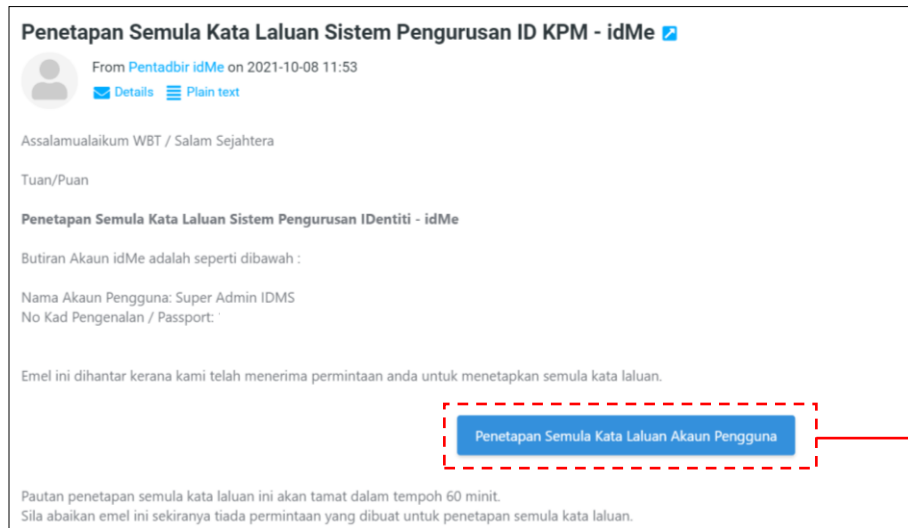 Penetapan Semula Kata Laluan Sistem Pengurusan ID KPM - idMe
From Pentadbir idMe on 2021-10-08 11:53
Details Plain text
Assalamualaikum WBT / Salam Sejahtera
Tuan/Puan
Penetapan Semula Kata Laluan Sistem Pengurusan IDentiti - idMe
Butiran Akaun idMe adalah seperti dibawah :
Nama Akaun Pengguna: Super Admin IDMS
No Kad Pengenalan / Passport:
Emel ini dihantar kerana kami telah menerima permintaan anda untuk menetapkan semula kata laluan.
Penetapan Semula Kata Laluan Akaun Pengguna
Pautan penetapan semula kata laluan ini akan tamat dalam tempoh 60 minit.
Sila abaikan emel ini sekiranya tiada permintaan yang dibuat untuk penetapan semula kata laluan.